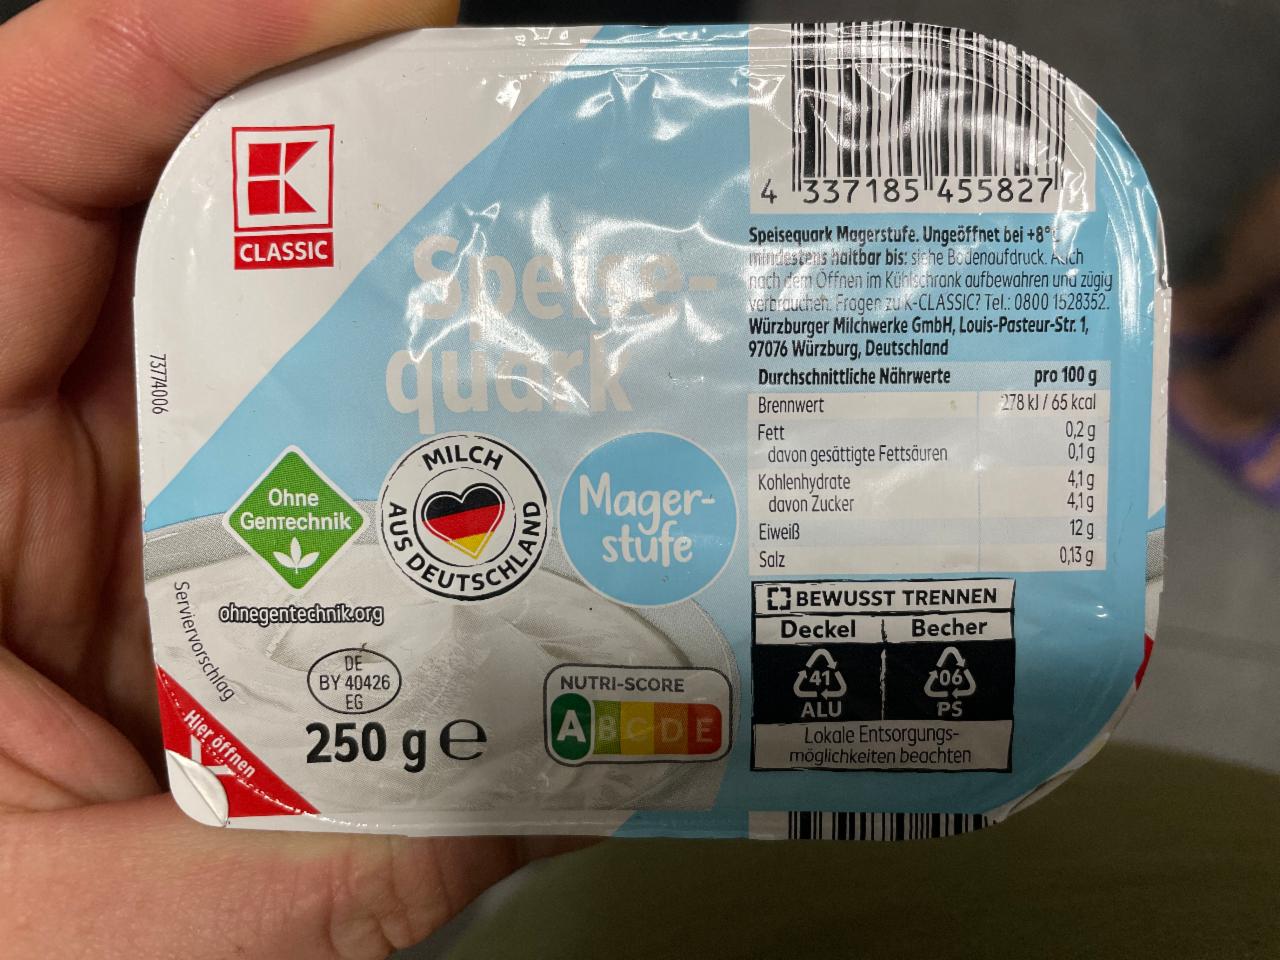 K
CLASSIC
Speise-
quark
MILCH
AUS DEUTSCHLAND
Mager-
stufe
Ohne
GenTechnik
ohnegentechnik.org
73774006
Serviervorschlag
DE
BY 40426
EG
250 g e
Hier öffnen
NUTRI-SCORE
A B C D E
4 337185 455827
Speisequark Magerstufe. Ungeöffnet bei +8°C
mindestens haltbar bis: siehe Bodenaufdruck. Auch
nach dem Öffnen im Kühlschrank aufbewahren und zügig
verbrauchen. Fragen zu K-CLASSIC? Tel.: 0800 1528352.
Würzburger Milchwerke GmbH, Louis-Pasteur-Str. 1,
97076 Würzburg, Deutschland
Durchschnittliche Nährwerte pro 100 g
Brennwert 278 kJ / 65 kcal
Fett 0,2 g
davon gesättigte Fettsäuren 0,1 g
Kohlenhydrate 4,1 g
davon Zucker 4,1 g
Eiweiß 12 g
Salz 0,13 g
BEWUSST TRENNEN
Deckel Becher
41 06
ALU PS
Lokale Entsorgungs-
möglichkeiten beachten